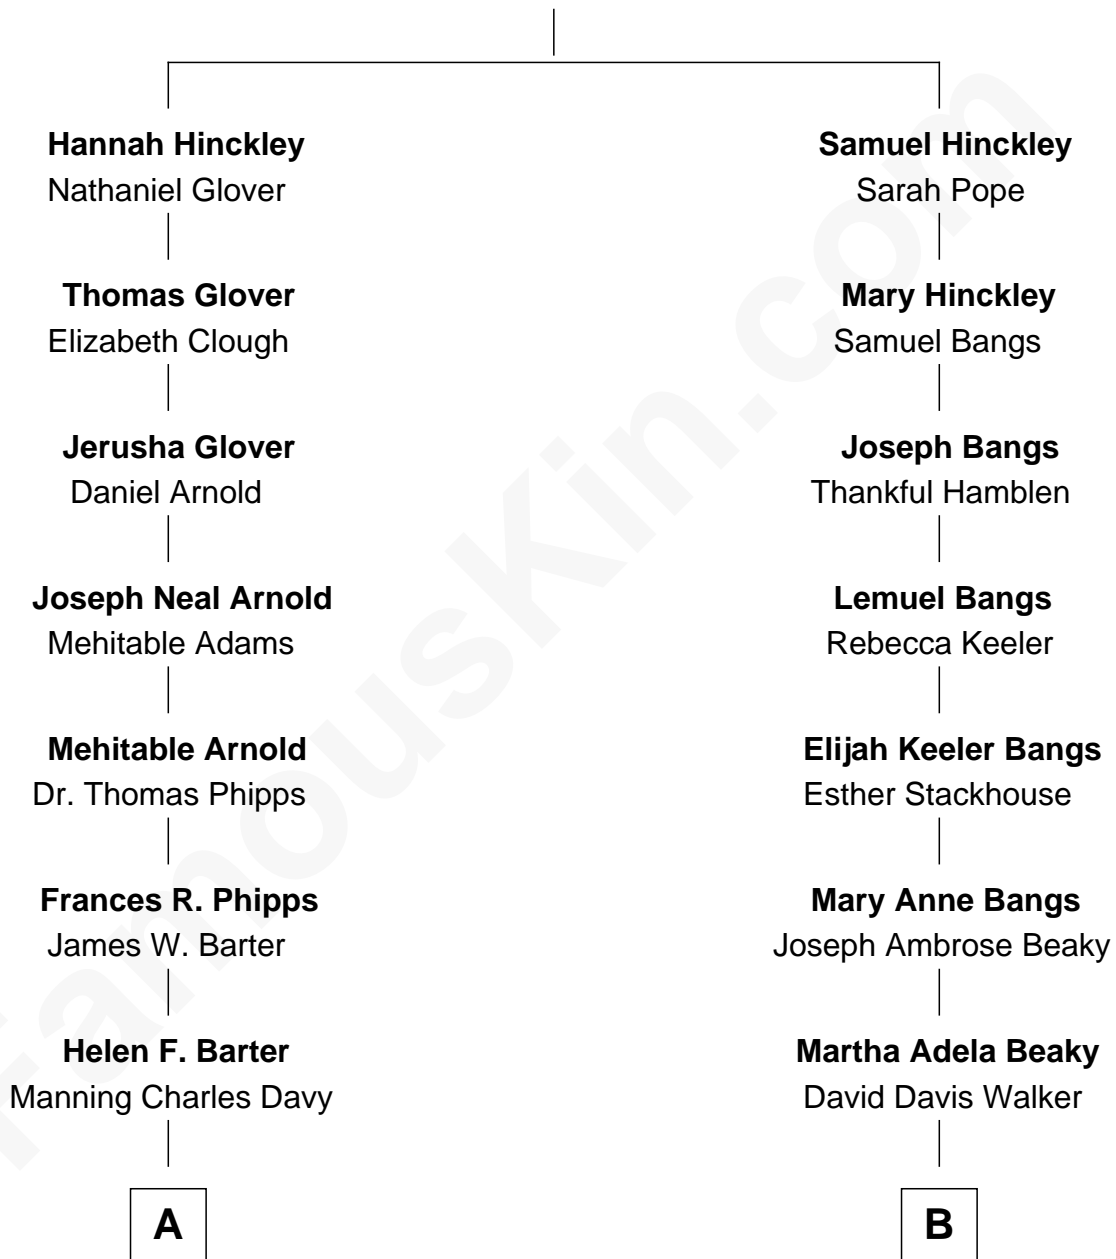 Hannah Hinckley
Nathaniel Glover
Thomas Glover
Elizabeth Clough
Jerusha Glover
Daniel Arnold
Joseph Neal Arnold
Mehitable Adams
Mehitable Arnold
Dr. Thomas Phipps
Frances R. Phipps
James W. Barter
Helen F. Barter
Manning Charles Davy
A
Samuel Hinckley
Sarah Pope
Mary Hinckley
Samuel Bangs
Joseph Bangs
Thankful Hamblen
Lemuel Bangs
Rebecca Keeler
Elijah Keeler Bangs
Esther Stackhouse
Mary Anne Bangs
Joseph Ambrose Beaky
Martha Adela Beaky
David Davis Walker
B
FamousKin.com